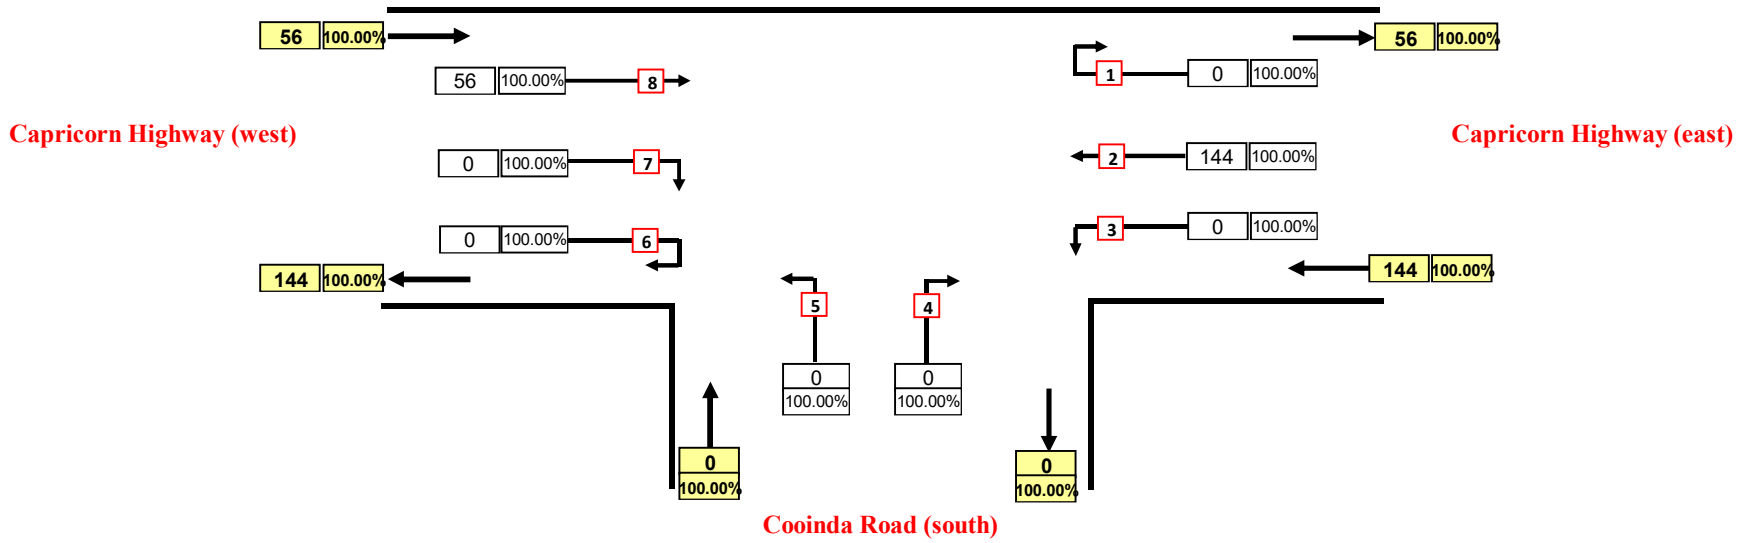 56 100.00%
56 100.00%
56 100.00% 8
1 0 100.00%
Capricorn Highway (west)
Capricorn Highway (east)
0 100.00% 7
2 144 100.00%
0 100.00% 6
3 0 100.00%
144 100.00%
144 100.00%
5
4
0
100.00%
0
100.00%
0
100.00%
0
100.00%
Cooinda Road (south)